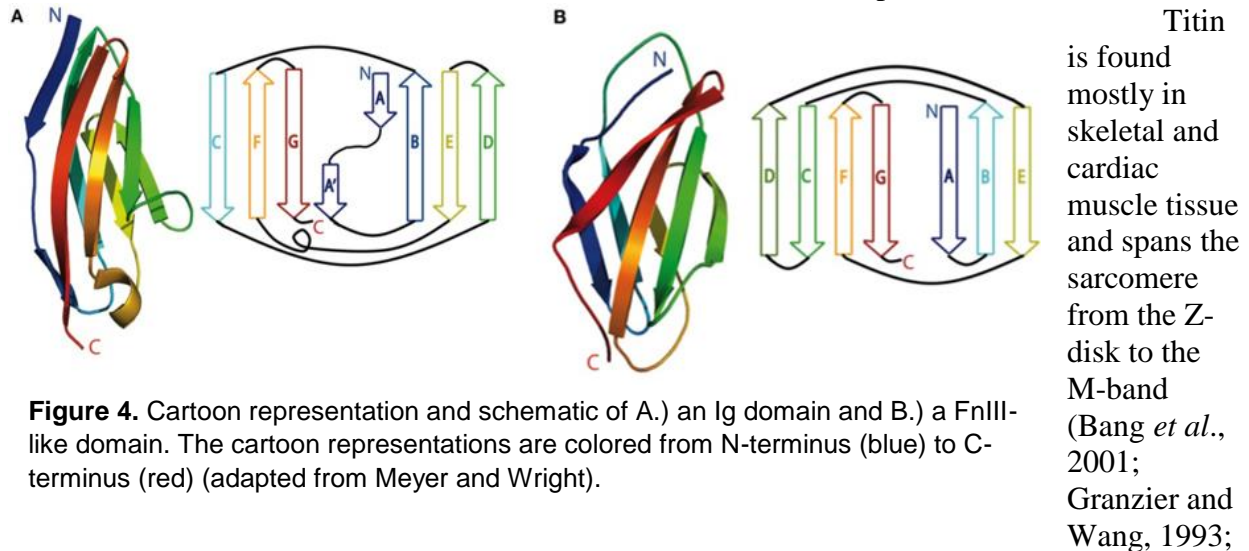 A
N
C
C
F
G
N
A
A'
B
E
D
C
B
N
C
D
C
F
G
N
A
B
E
C
Figure 4. Cartoon representation and schematic of A.) an Ig domain and B.) a FnIII-
like domain. The cartoon representations are colored from N-terminus (blue) to C-
terminus (red) (adapted from Meyer and Wright).
Titin
is found
mostly in
skeletal and
cardiac
muscle tissue
and spans the
sarcomere
from the Z-
disk to the
M-band
(Bang et al.,
2001;
Granzier and
Wang, 1993;